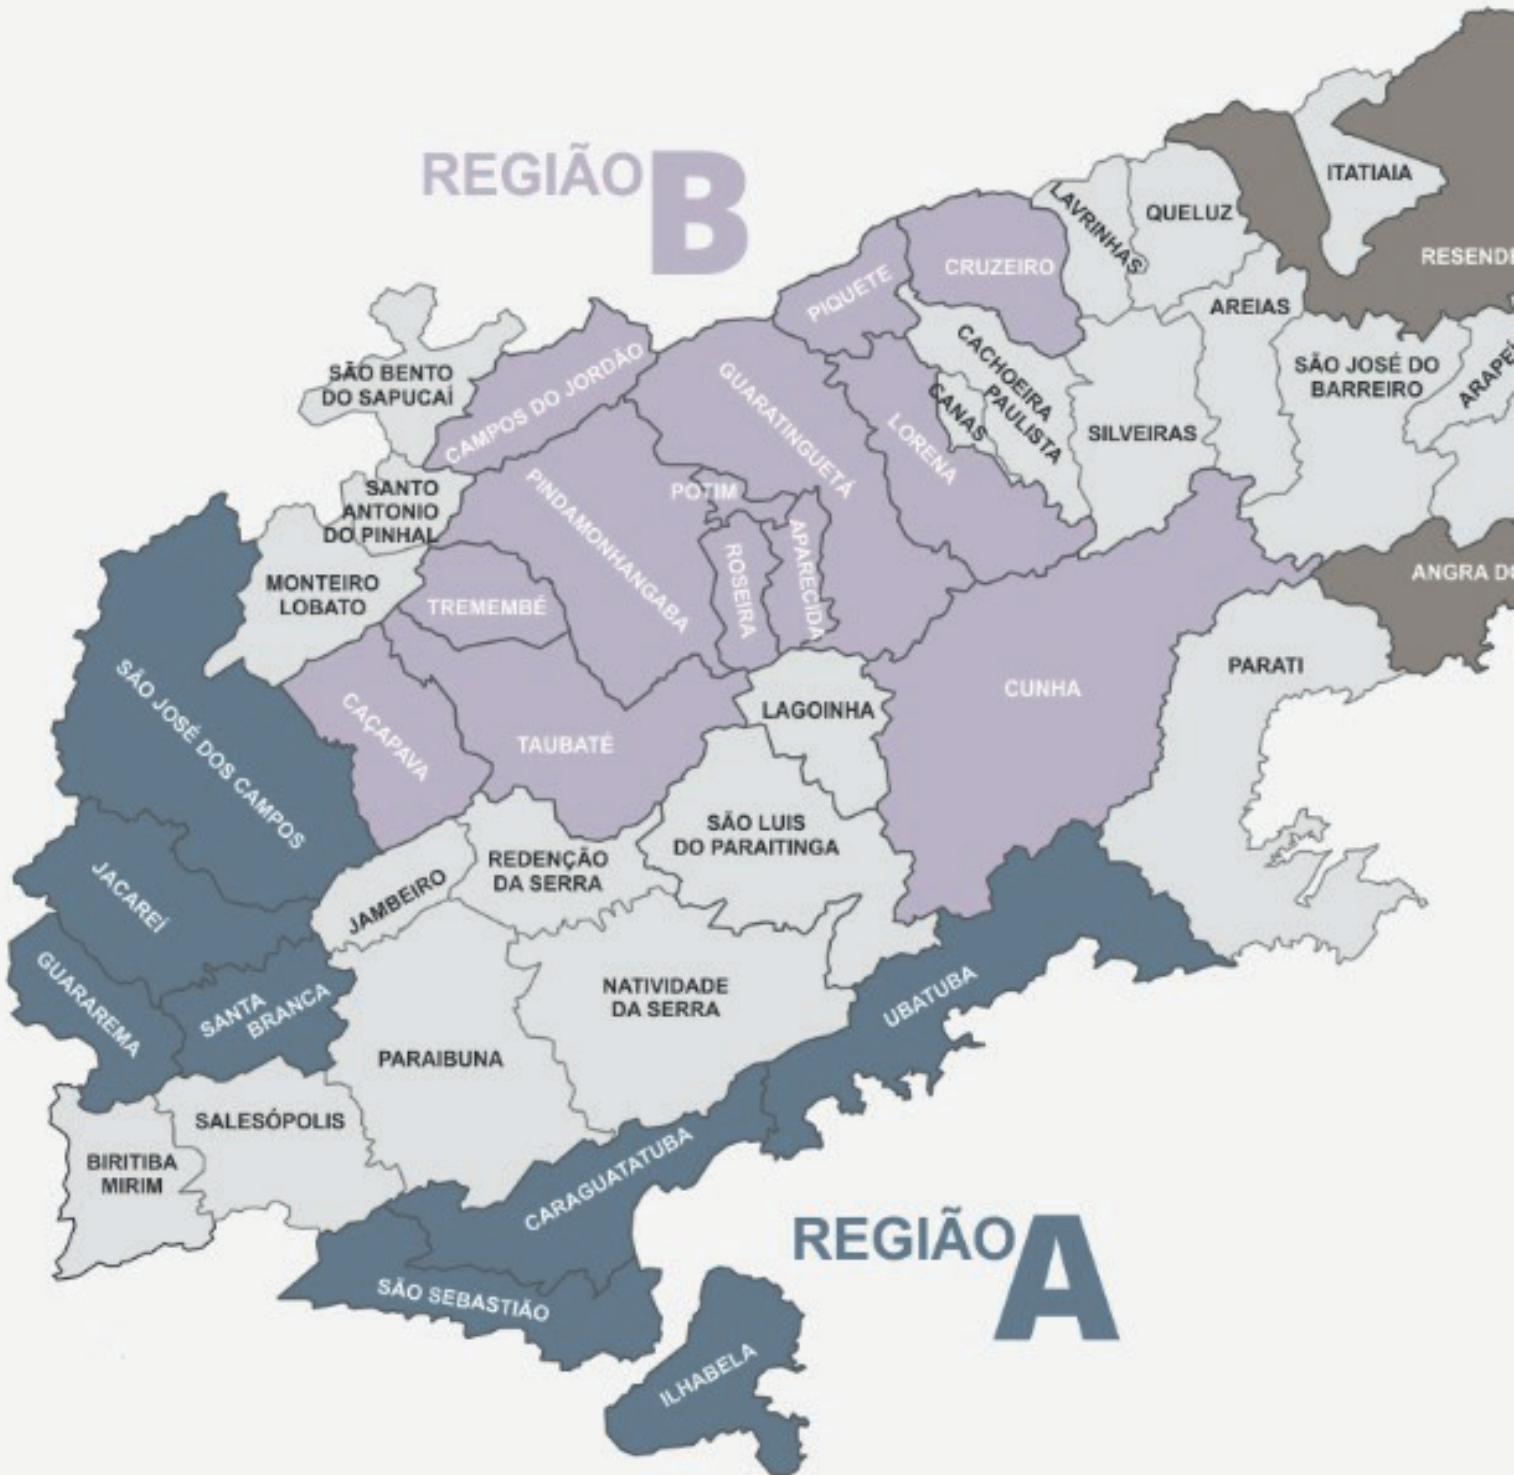 REGIÃO B
ITATIAIA
LAVRINHAS
QUELUZ
RESENDE
CRUZEIRO
PIQUETE
AREIAS
SÃO BENTO
DO SAPUCAÍ
CAMPOS DO JORDÃO
GUARATINGUETÁ
CACHOEIRA
PAULISTA
CANAS
LORENA
SILVEIRAS
SÃO JOSÉ DO
BARREIRO
ARAPEÍ
SANTO
ANTONIO
DO PINHAL
PINDAMONHANGABA
POTIM
ROSEIRA
APARECIDA
MONTEIRO
LOBATO
TREMEMBÉ
ANGRA DO
PARATI
CUNHA
SÃO JOSÉ DOS CAMPOS
CAÇAPAVA
TAUBATÉ
LAGOINHA
SÃO LUIS
DO PARAITINGA
REDENÇÃO
DA SERRA
JAMBEIRO
JACAREÍ
GUARAREMA
SANTA
BRANCA
NATIVIDADE
DA SERRA
UBATUBA
PARAIBUNA
SALESÓPOLIS
BIRITIBA
MIRIM
CARAGUATATUBA
REGIÃO A
SÃO SEBASTIÃO
ILHABELA